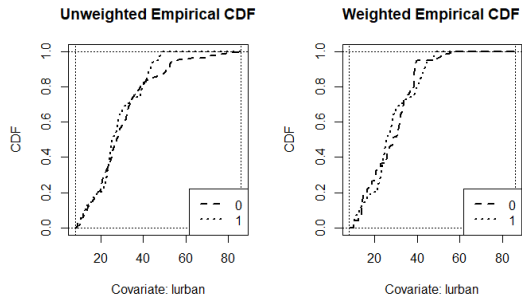 Unweighted Empirical CDF
CDF
0.0 0.2 0.4 0.6 0.8 1.0
0
1
20 40 60 80
Covariate: lurban
Weighted Empirical CDF
CDF
0.0 0.2 0.4 0.6 0.8 1.0
0
1
20 40 60 80
Covariate: lurban